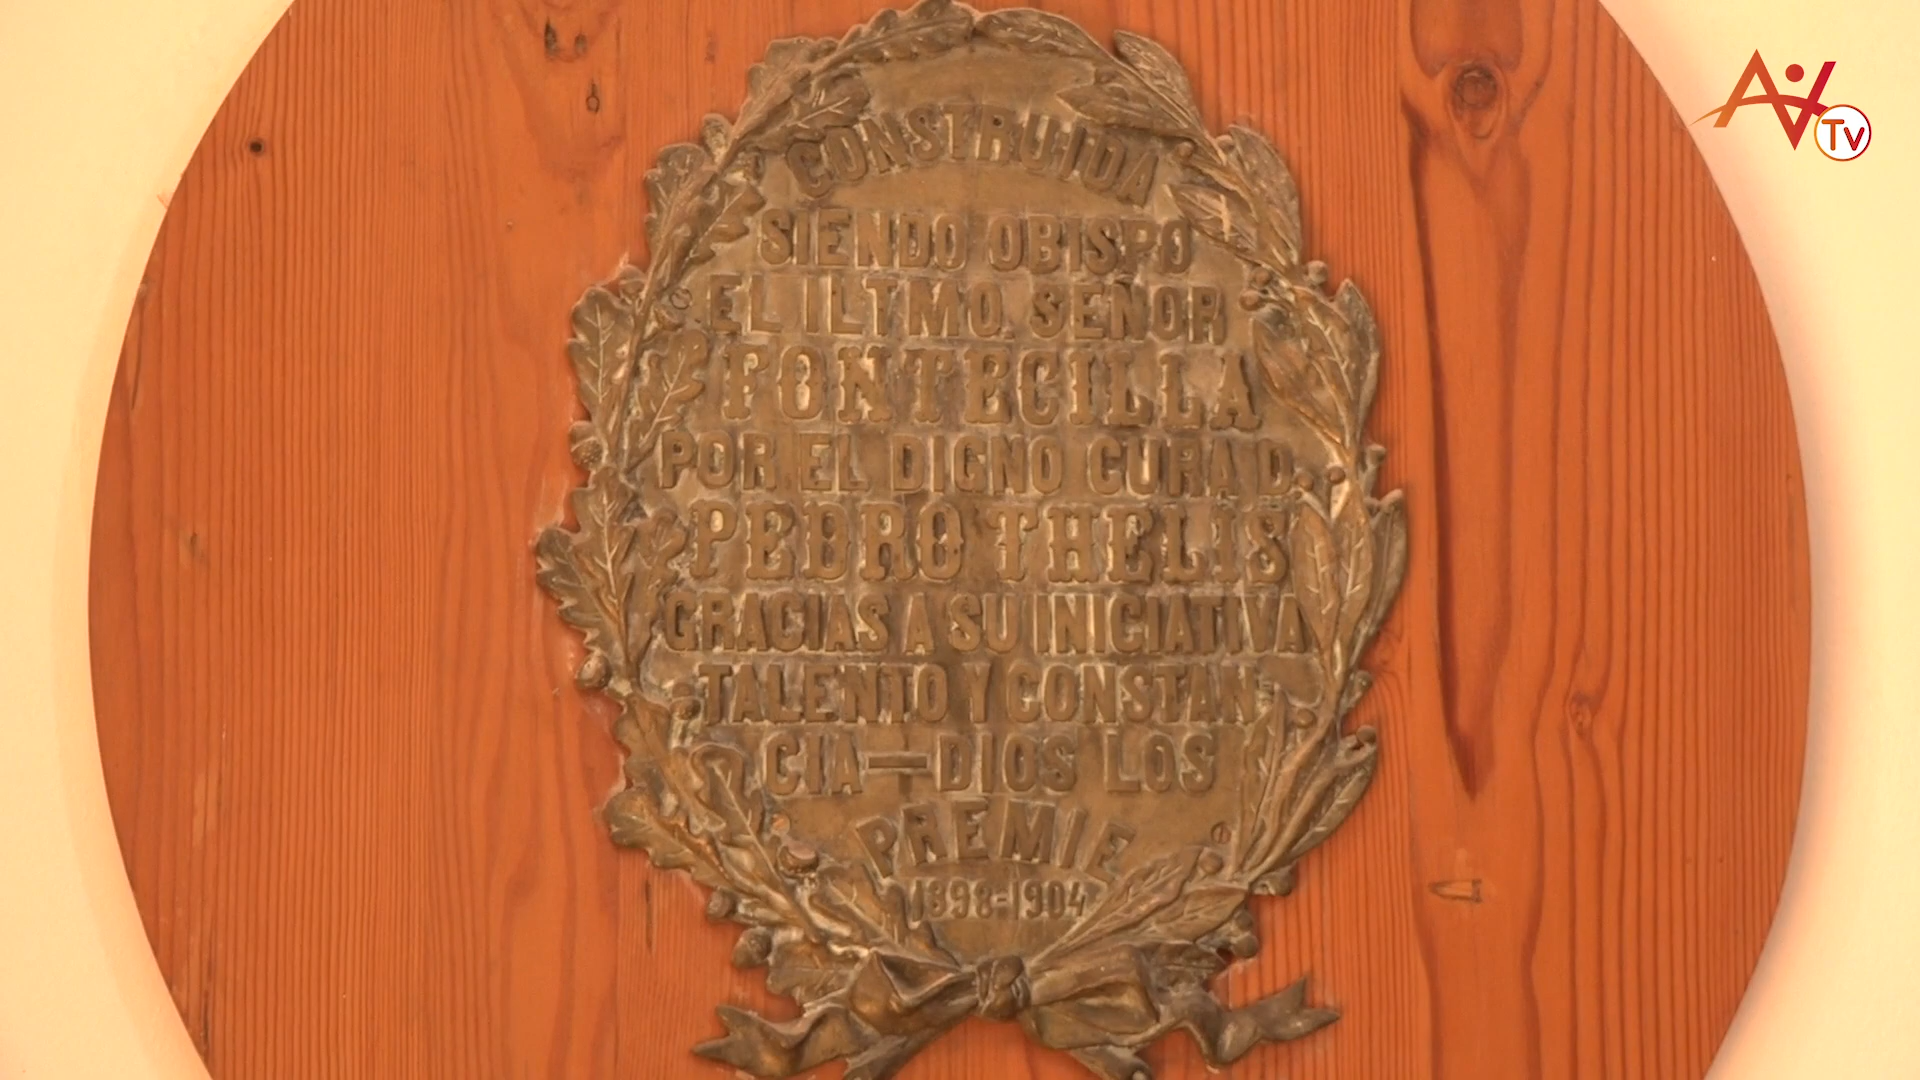 CONSTRUIDA
SIENDO OBISPO
EL ILTMO. SEÑOR
FONTECILLA
POR EL DIGNO CURA D.
PEDRO THELIS
GRACIAS A SU INICIATIVA
TALENTO Y CONSTAN-
CIA—DIOS LOS
PREMIE
1898=1904
AV
TV